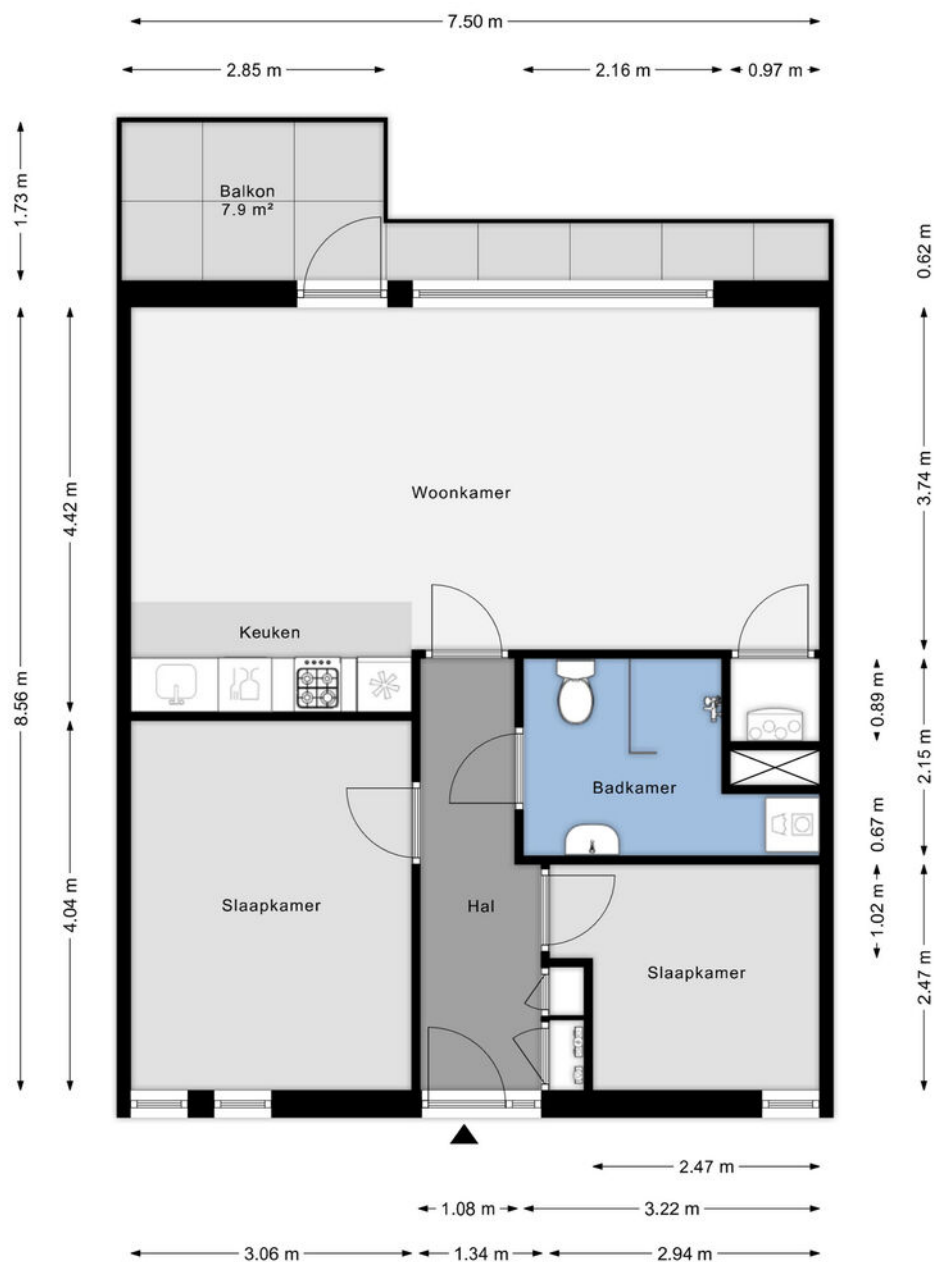 7.50 m
2.85 m
2.16 m
0.97 m
1.73 m
Balkon
7.9 m²
0.62 m
8.56 m
4.42 m
Woonkamer
3.74 m
Keuken
0.89 m
2.15 m
Badkamer
0.67 m
4.04 m
Slaapkamer
Hal
1.02 m
Slaapkamer
2.47 m
2.47 m
1.08 m
3.22 m
3.06 m
1.34 m
2.94 m